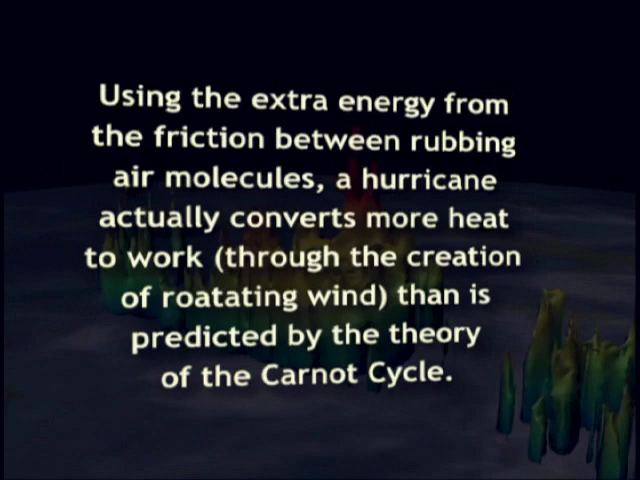 Using the extra energy from
the friction between rubbing
air molecules, a hurricane
actually converts more heat
to work (through the creation
of roatating wind) than is
predicted by the theory
of the Carnot Cycle.